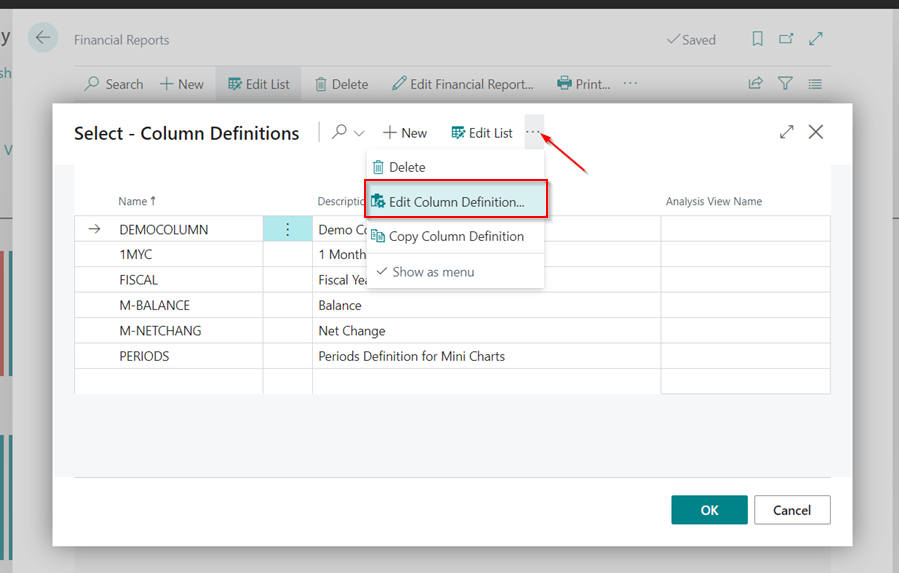 y
Financial Reports
Saved
sh
Search
New
Edit List
Delete
Edit Financial Report...
Print...
Select - Column Definitions
New
Edit List
V
Delete
Name
Descriptio
Edit Column Definition...
Analysis View Name
DEMOCOLUMN
Demo Co
Copy Column Definition
1MYC
1 Month
Show as menu
FISCAL
Fiscal Yea
M-BALANCE
Balance
M-NETCHANG
Net Change
PERIODS
Periods Definition for Mini Charts
OK
Cancel